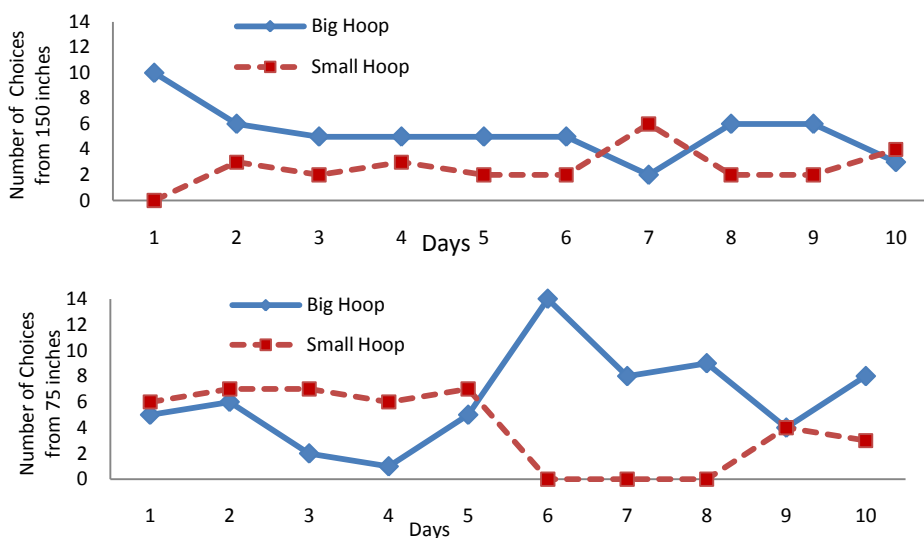 Number of Choices
from 150 inches
14
12
10
8
6
4
2
0
Big Hoop
Small Hoop
1 2 3 4 5 6 7 8 9 10
Days
Number of Choices
from 75 inches
14
12
10
8
6
4
2
0
Big Hoop
Small Hoop
1 2 3 4 5 6 7 8 9 10
Days